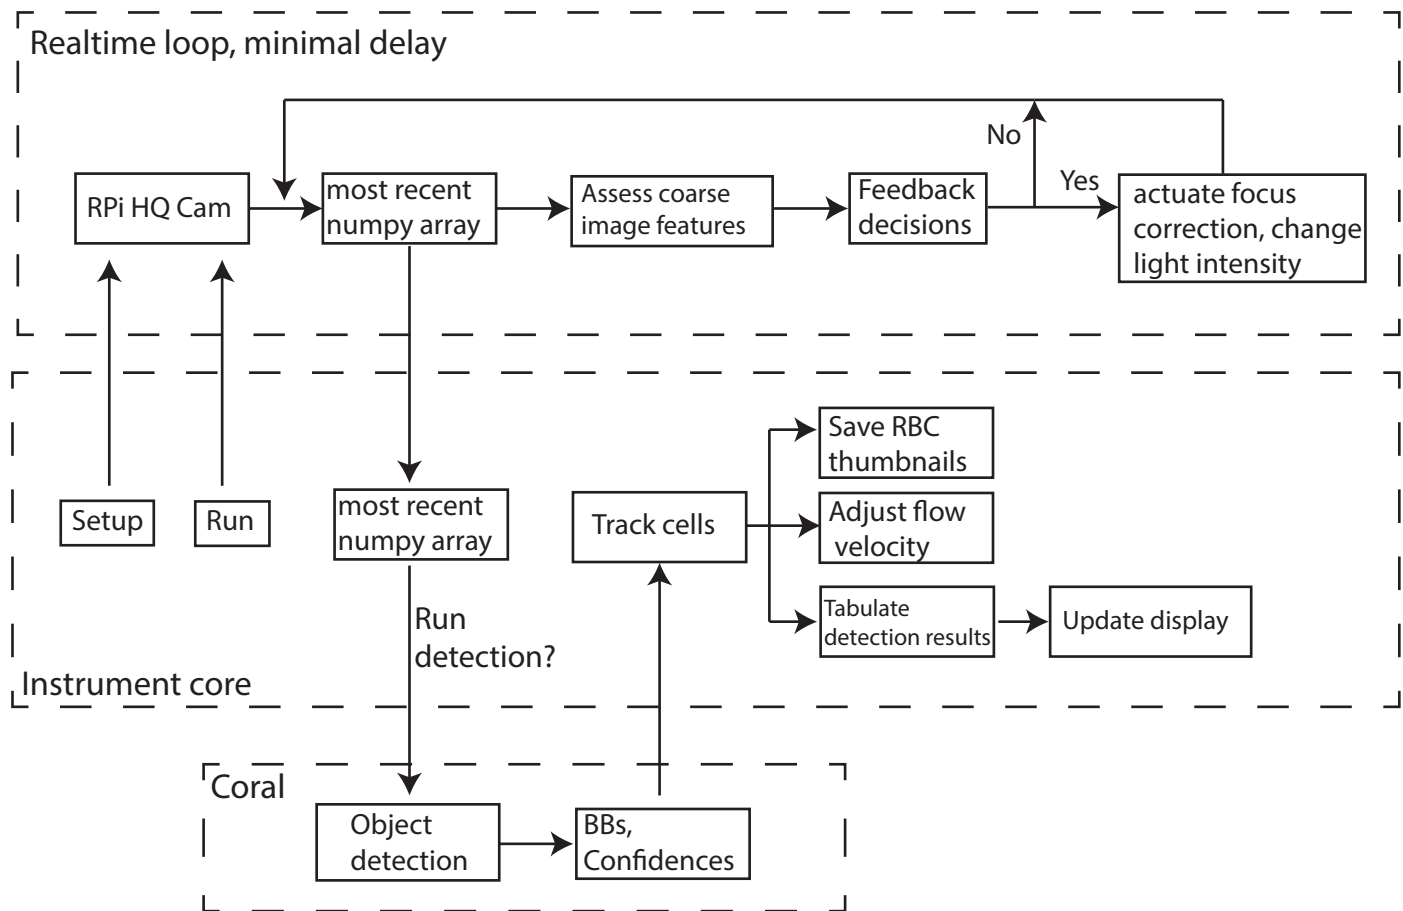 Realtime loop, minimal delay
No
Yes
RPi HQ Cam
most recent
numpy array
Assess coarse
image features
Feedback
decisions
actuate focus
correction, change
light intensity
Setup
Run
most recent
numpy array
Track cells
Save RBC
thumbnails
Adjust flow
velocity
Tabulate
detection results
Update display
Run
detection?
Instrument core
Coral
Object
detection
BBs,
Confidences